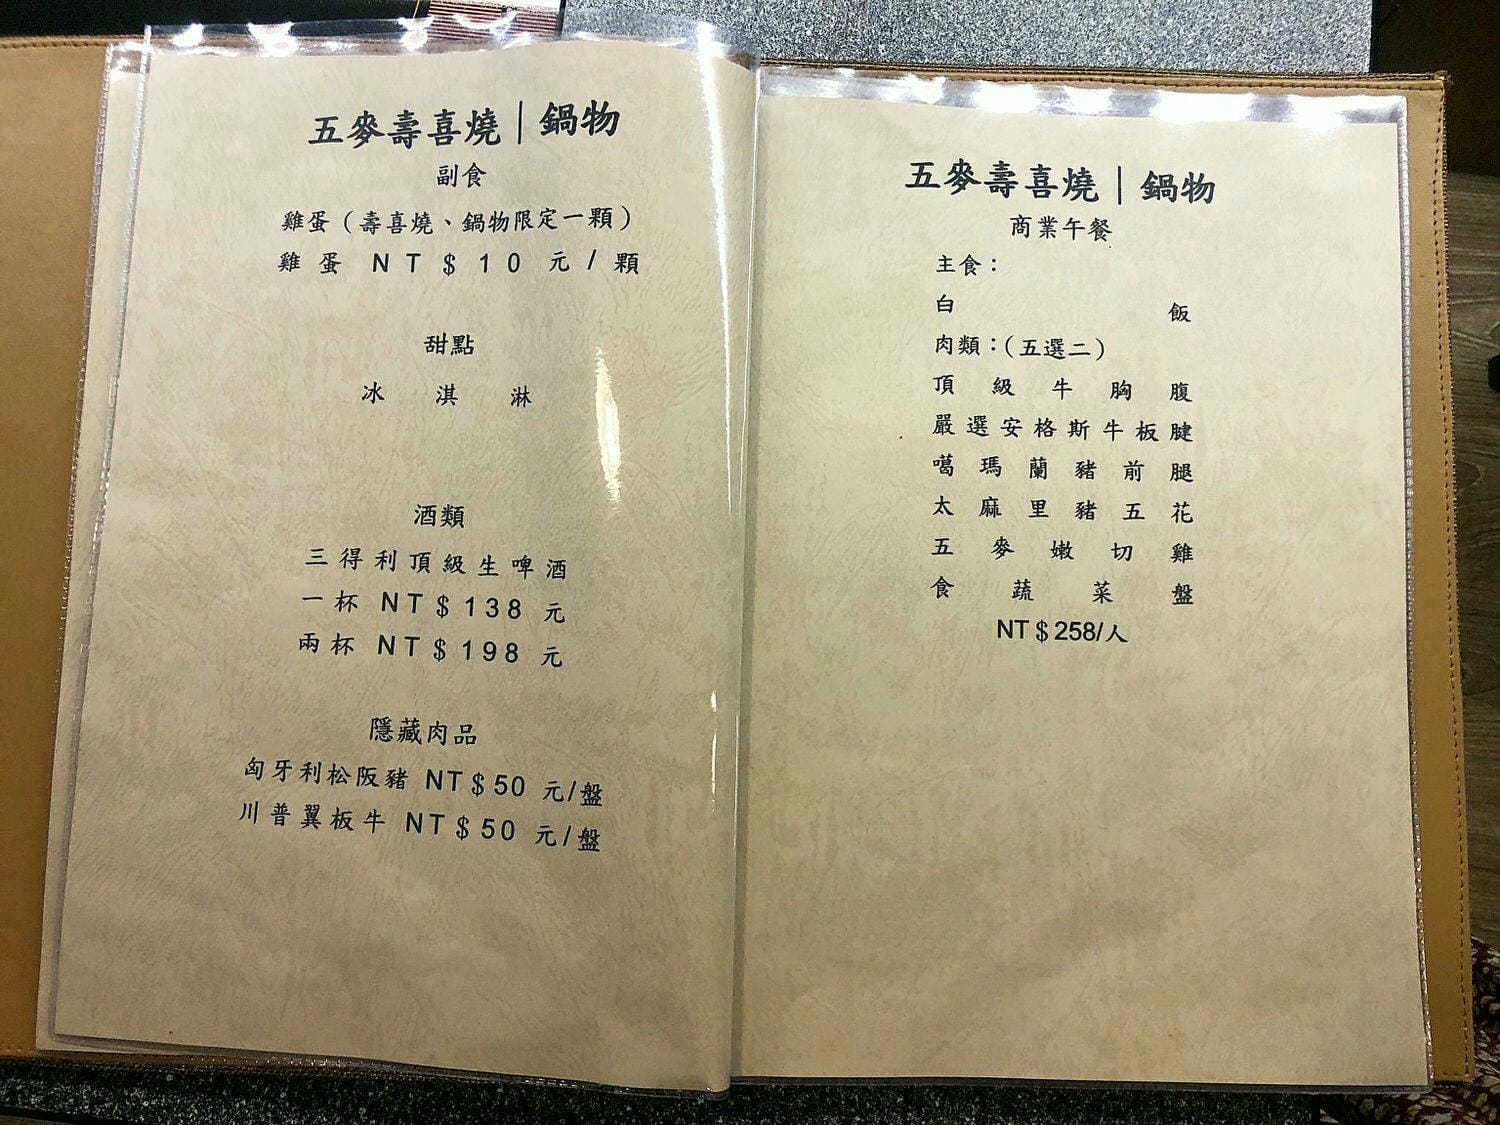 五麥壽喜燒｜鍋物
副食
雞蛋（壽喜燒、鍋物限定一顆）
雞蛋 NT$10 元/顆
甜點
冰淇淋
酒類
三得利頂級生啤酒
一杯 NT$138 元
兩杯 NT$198 元
隱藏肉品
匈牙利松阪豬 NT$50 元/盤
川普翼板牛 NT$50 元/盤
五麥壽喜燒｜鍋物
商業午餐
主食：
白飯
肉類：(五選二)
頂級牛胸腹
嚴選安格斯牛板腱
噶瑪蘭豬前腿
太麻里豬五花
五麥嫩切雞
食蔬菜盤
NT$258/人